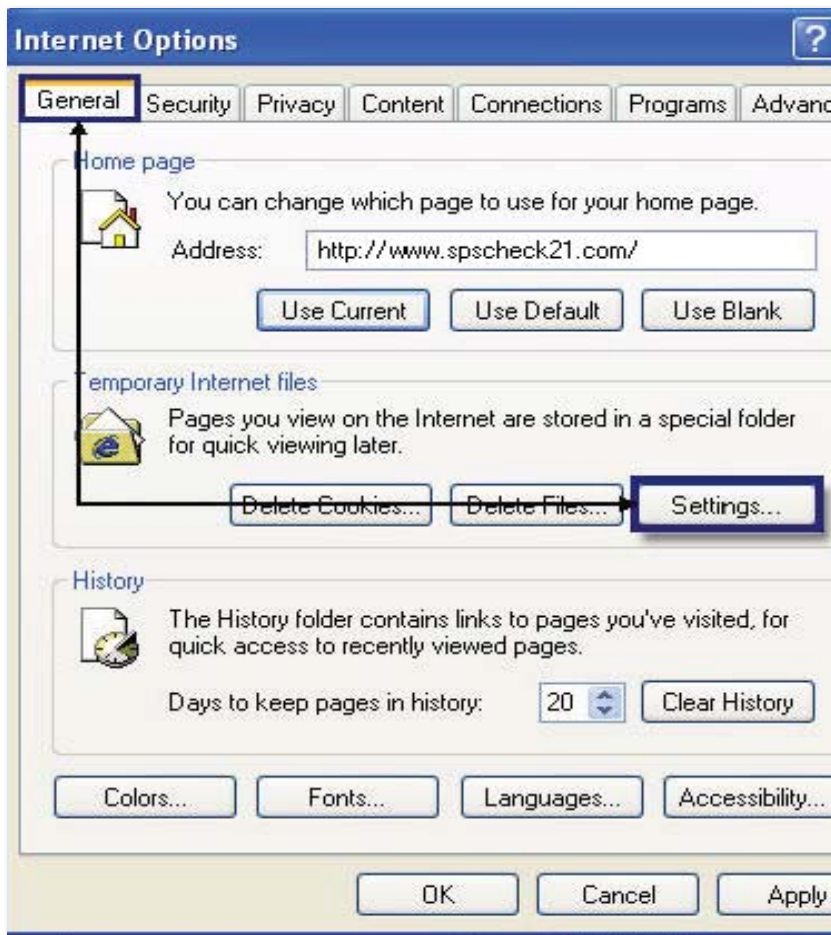 Internet Options
?
General Security Privacy Content Connections Programs Advanc
Home page
You can change which page to use for your home page.
Address: http://www.spscheck21.com/
Use Current Use Default Use Blank
Temporary Internet files
Pages you view on the Internet are stored in a special folder
for quick viewing later.
Delete Cookies... Delete Files... Settings...
History
The History folder contains links to pages you've visited, for
quick access to recently viewed pages.
Days to keep pages in history: 20 Clear History
Colors... Fonts... Languages... Accessibility...
OK Cancel Apply